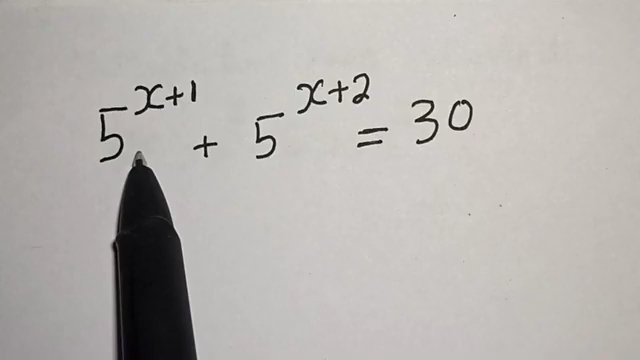 5^{x+1} + 5^{x+2} = 30